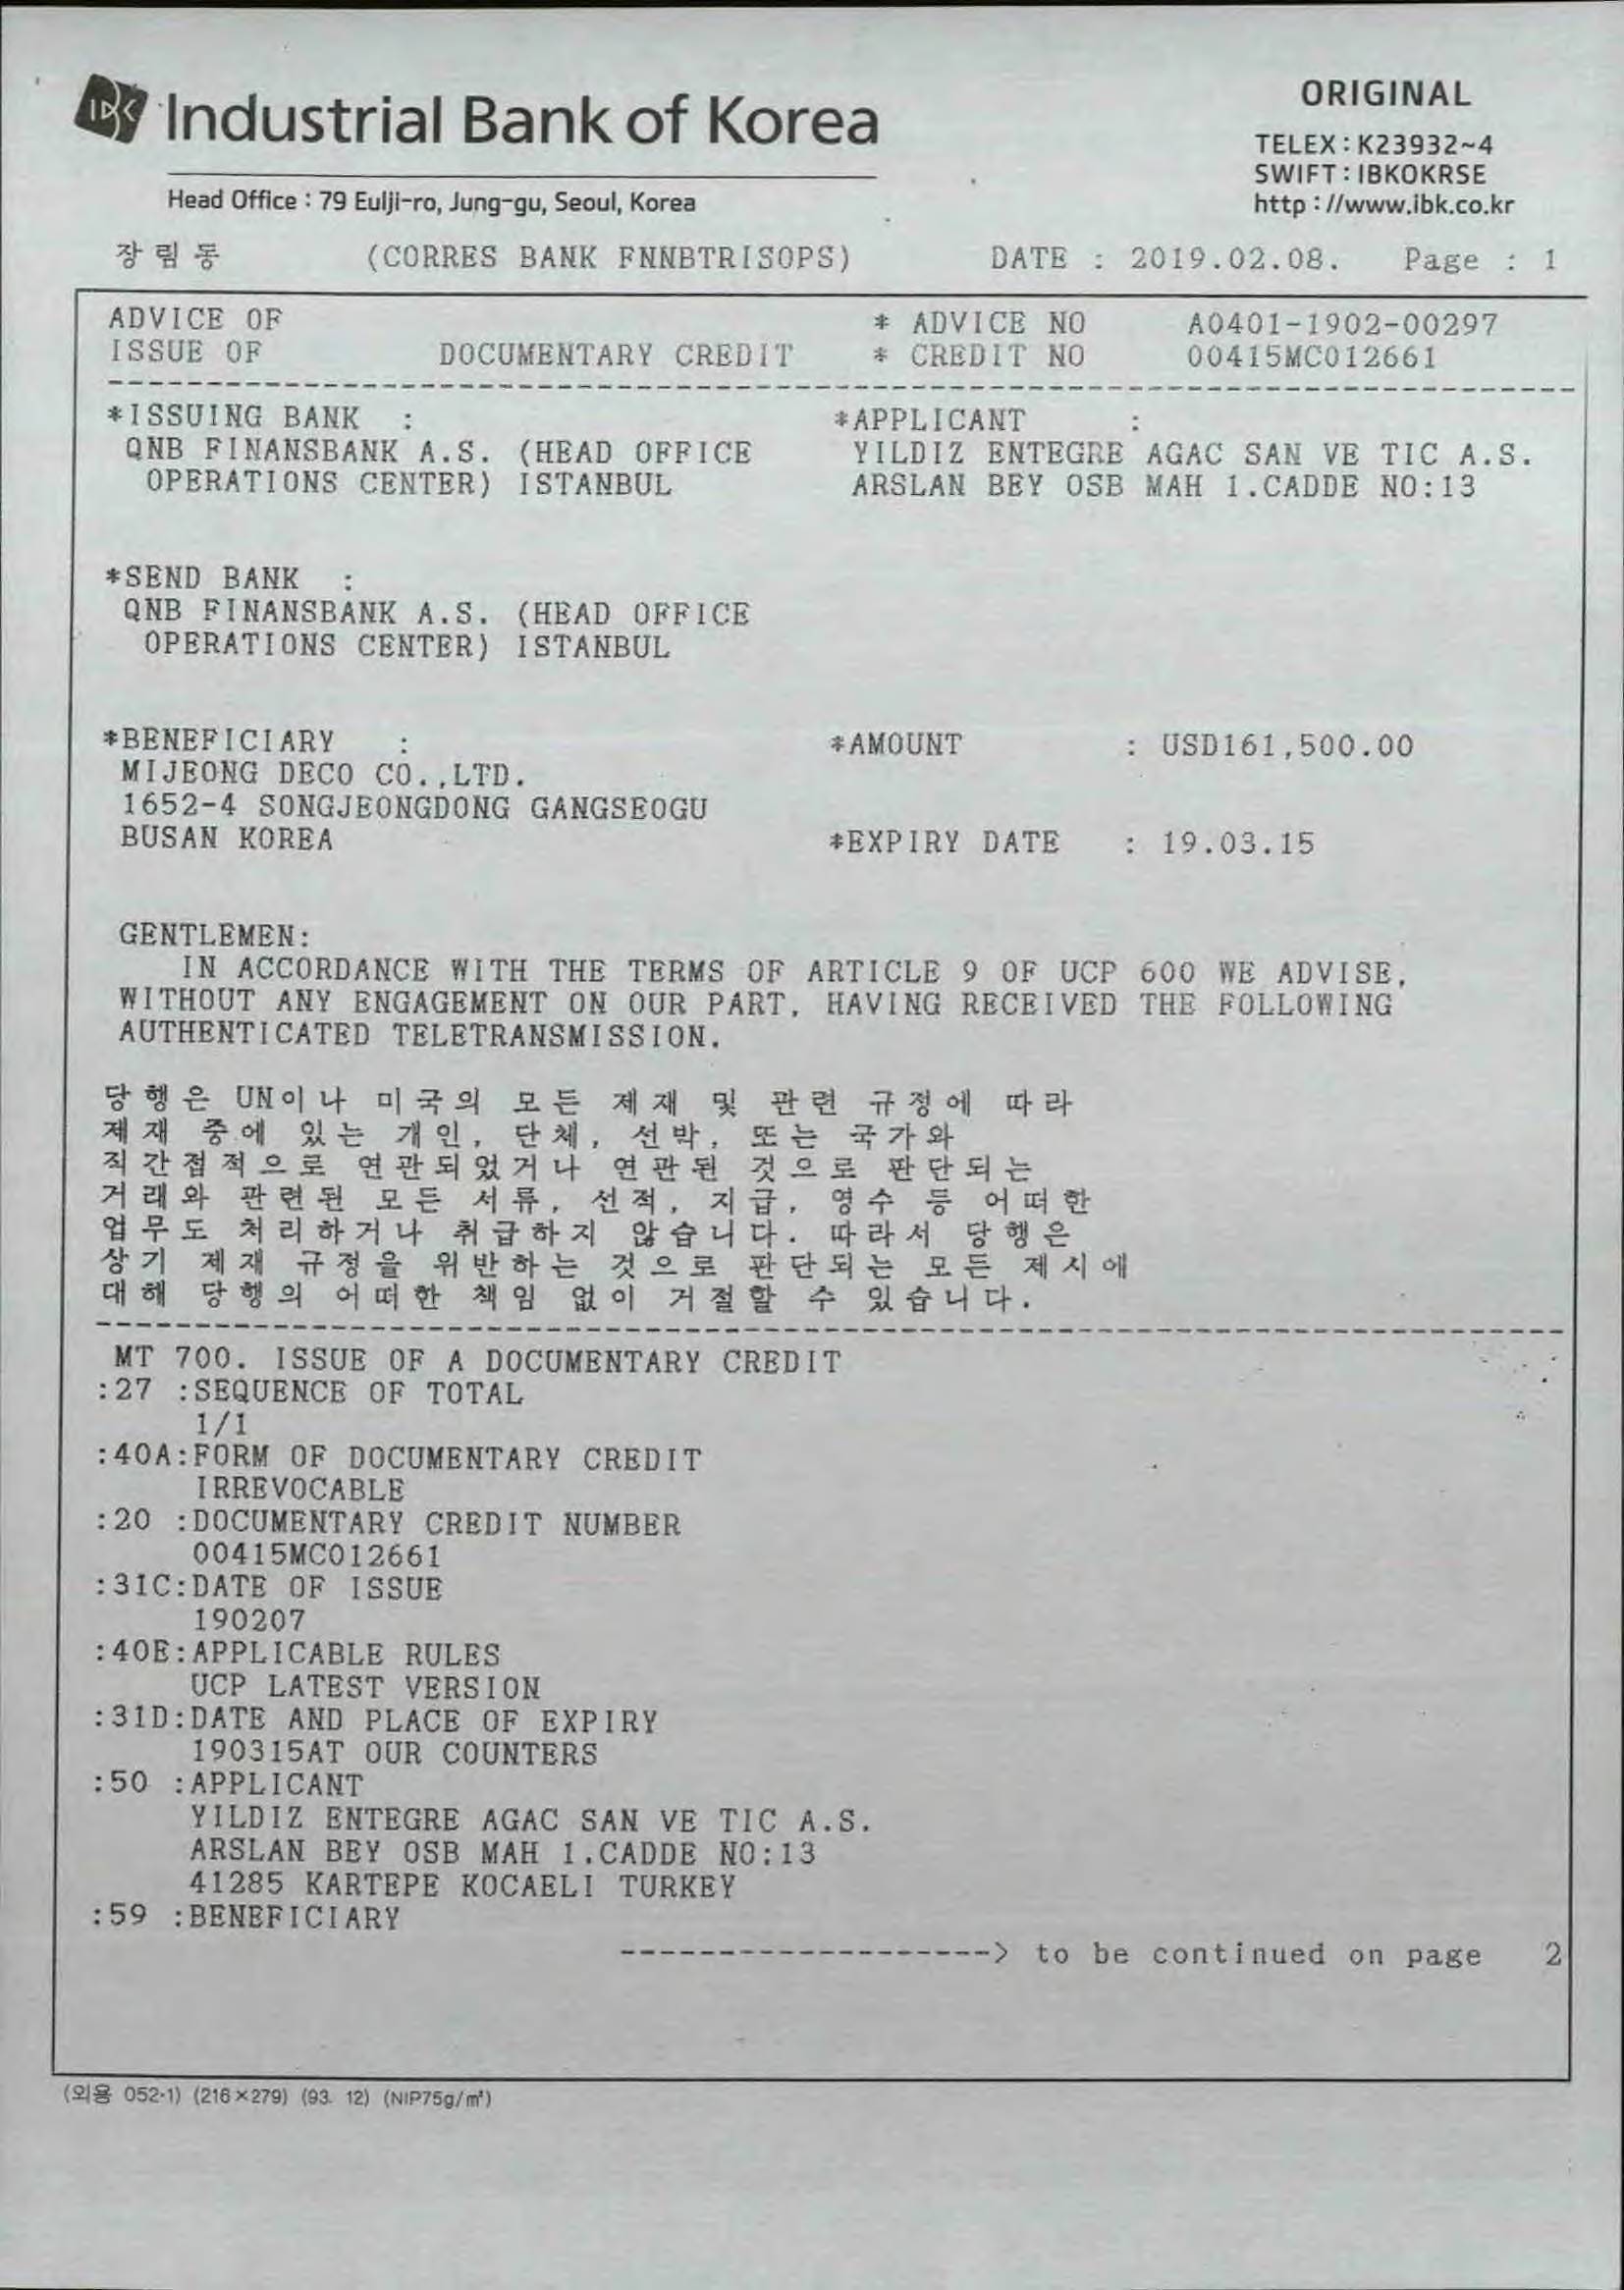 IBK Industrial Bank of Korea
ORIGINAL
TELEX : K23932~4
SWIFT : IBKOKRSE
Head Office : 79 Eulji-ro, Jung-gu, Seoul, Korea
http : //www.ibk.co.kr
장림동 (CORRES BANK FNNBTRISOPS) DATE : 2019.02.08. Page : 1
ADVICE OF * ADVICE NO A0401-1902-00297
ISSUE OF DOCUMENTARY CREDIT * CREDIT NO 00415MC012661
*ISSUING BANK : *APPLICANT :
QNB FINANSBANK A.S. (HEAD OFFICE YILDIZ ENTEGRE AGAC SAN VE TIC A.S.
OPERATIONS CENTER) ISTANBUL ARSLAN BEY OSB MAH 1.CADDE NO:13
*SEND BANK :
QNB FINANSBANK A.S. (HEAD OFFICE
OPERATIONS CENTER) ISTANBUL
*BENEFICIARY : *AMOUNT : USD161,500.00
MIJEONG DECO CO.,LTD.
1652-4 SONGJEONGDONG GANGSEOGU
BUSAN KOREA *EXPIRY DATE : 19.03.15
GENTLEMEN:
IN ACCORDANCE WITH THE TERMS OF ARTICLE 9 OF UCP 600 WE ADVISE,
WITHOUT ANY ENGAGEMENT ON OUR PART, HAVING RECEIVED THE FOLLOWING
AUTHENTICATED TELETRANSMISSION.
당행은 UN이나 미국의 모든 제재 및 관련 규정에 따라
제재 중에 있는 개인, 단체, 선박, 또는 국가와
직간접적으로 연관되었거나 연관된 것으로 판단되는
거래와 관련된 모든 서류, 선적, 지급, 영수 등 어떠한
업무도 처리하거나 취급하지 않습니다. 따라서 당행은
상기 제재 규정을 위반하는 것으로 판단되는 모든 제시에
대해 당행의 어떠한 책임 없이 거절할 수 있습니다.
MT 700. ISSUE OF A DOCUMENTARY CREDIT
:27 :SEQUENCE OF TOTAL
1/1
:40A:FORM OF DOCUMENTARY CREDIT
IRREVOCABLE
:20 :DOCUMENTARY CREDIT NUMBER
00415MC012661
:31C:DATE OF ISSUE
190207
:40E:APPLICABLE RULES
UCP LATEST VERSION
:31D:DATE AND PLACE OF EXPIRY
190315AT OUR COUNTERS
:50 :APPLICANT
YILDIZ ENTEGRE AGAC SAN VE TIC A.S.
ARSLAN BEY OSB MAH 1.CADDE NO:13
41285 KARTEPE KOCAELI TURKEY
:59 :BENEFICIARY
-------------------> to be continued on page 2
(외용 052-1) (216×279) (93. 12) (NIP75g/㎡)